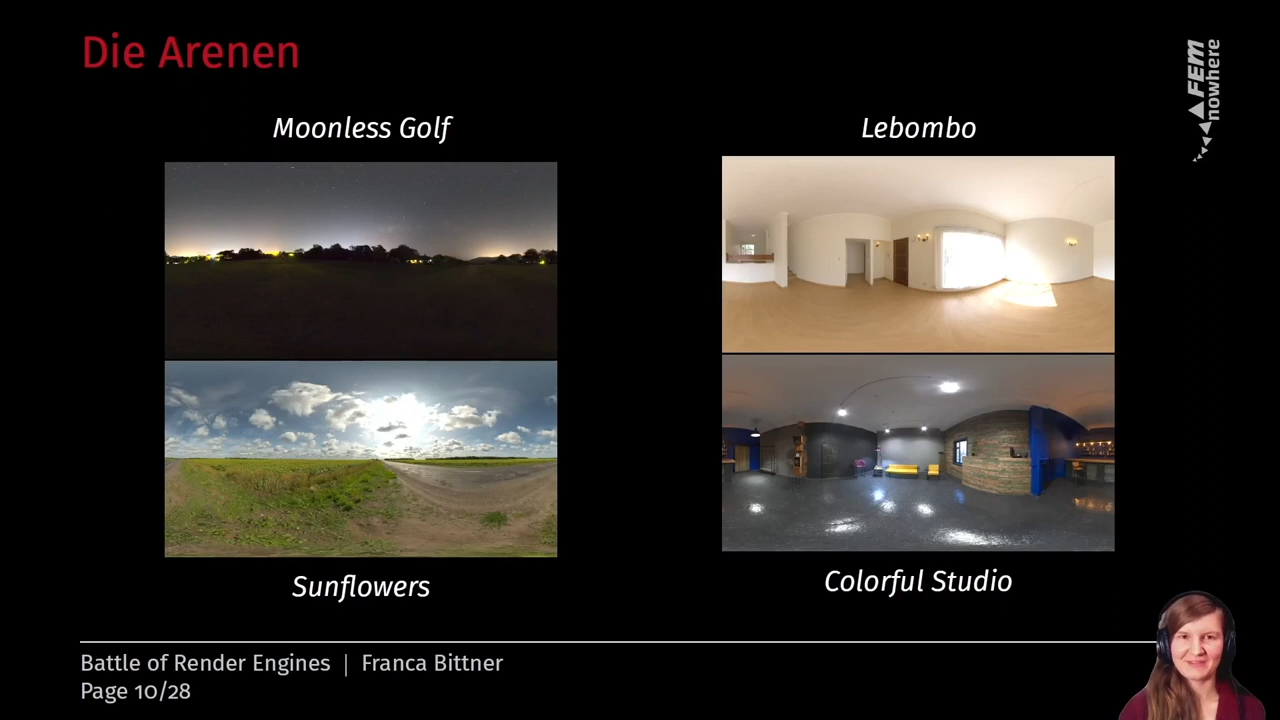 Die Arenen
FEM
nowhere
Moonless Golf
Lebombo
Sunflowers
Colorful Studio
Battle of Render Engines | Franca Bittner
Page 10/28